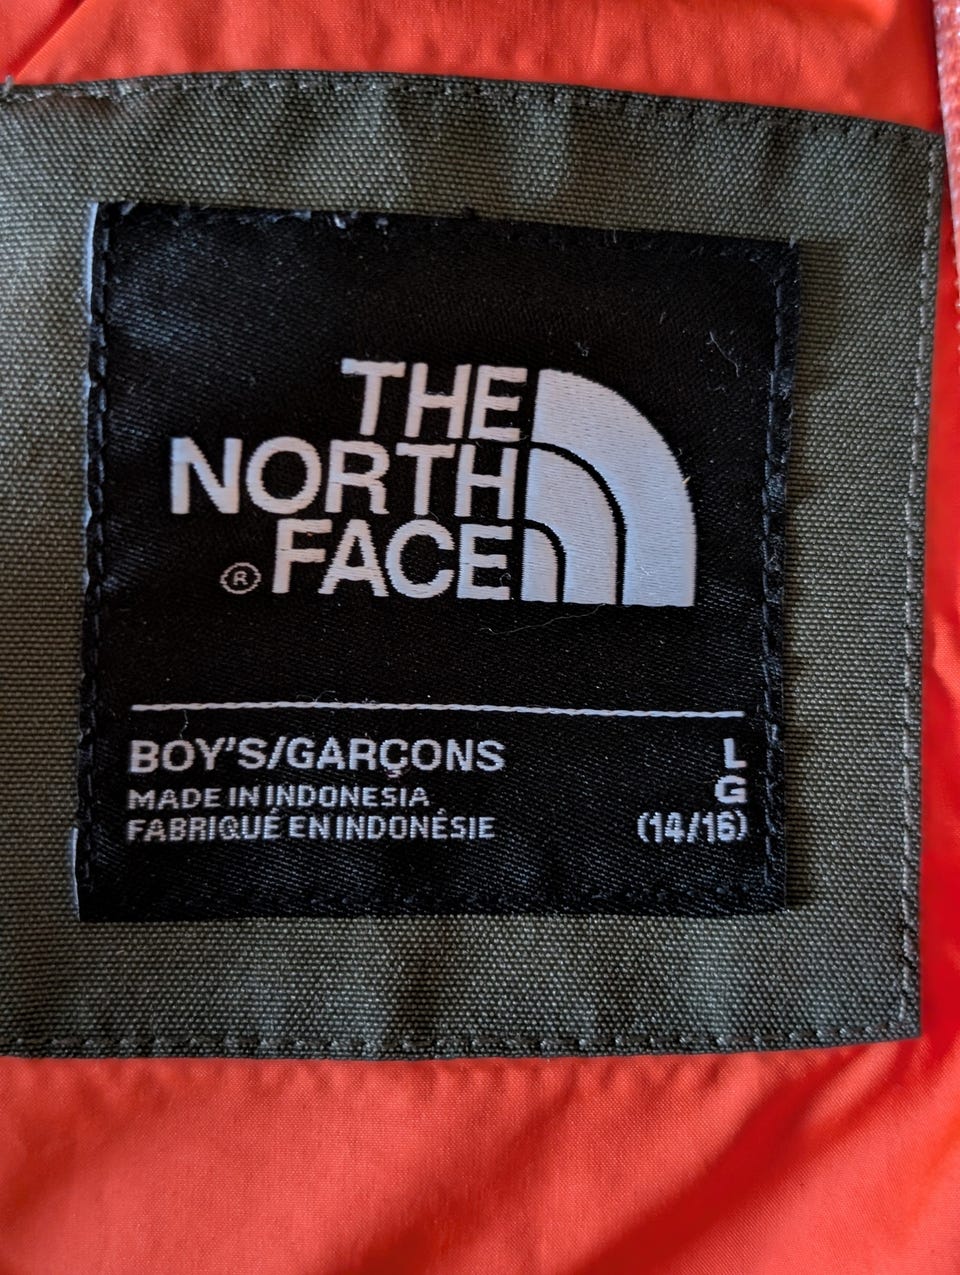 THE
NORTH
® FACE
BOY'S/GARÇONS L
MADE IN INDONESIA G
FABRIQUÉ EN INDONÉSIE (14/16)